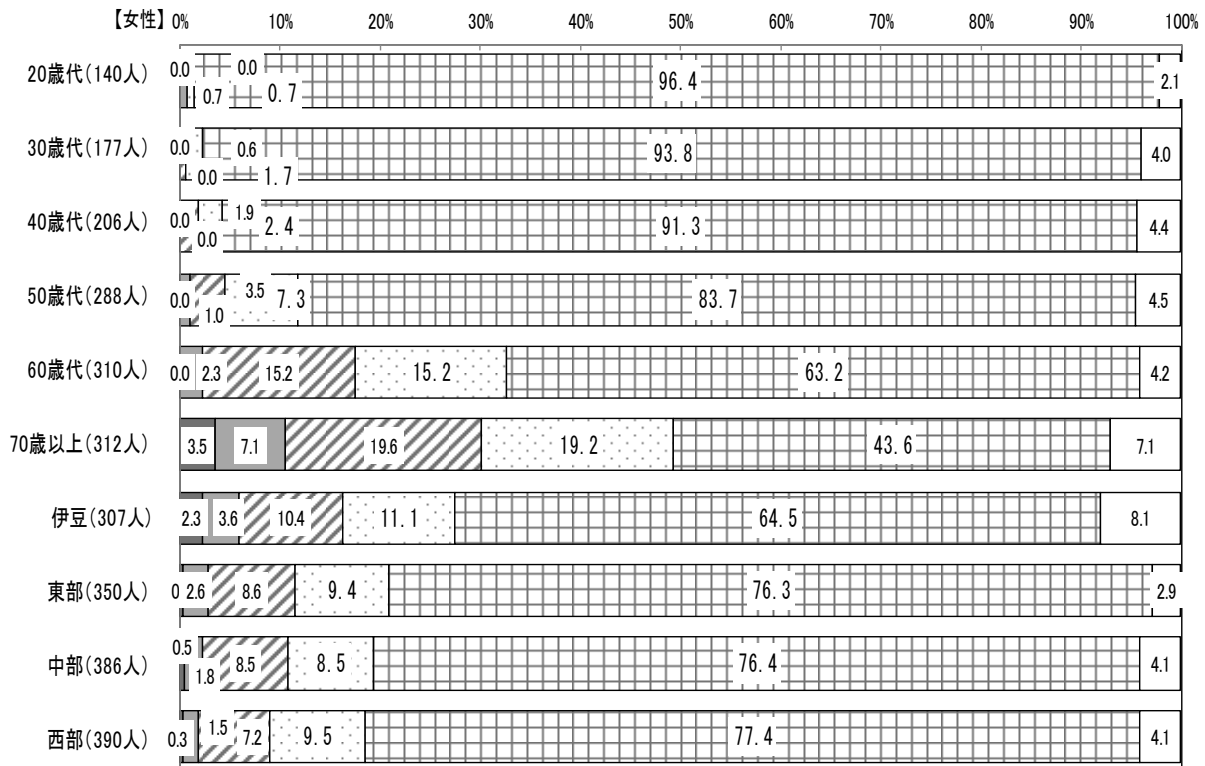 【女性】 0% 10% 20% 30% 40% 50% 60% 70% 80% 90% 100%
20歳代(140人) 0.0 0.7 0.7 0.0 96.4 2.1
30歳代(177人) 0.0 0.0 0.6 1.7 93.8 4.0
40歳代(206人) 0.0 0.0 1.9 2.4 91.3 4.4
50歳代(288人) 0.0 1.0 3.5 7.3 83.7 4.5
60歳代(310人) 0.0 2.3 15.2 15.2 63.2 4.2
70歳以上(312人) 3.5 7.1 19.6 19.2 43.6 7.1
伊豆(307人) 2.3 3.6 10.4 11.1 64.5 8.1
東部(350人) 0 2.6 8.6 9.4 76.3 2.9
中部(386人) 0.5 1.8 8.5 8.5 76.4 4.1
西部(390人) 0.3 1.5 7.2 9.5 77.4 4.1